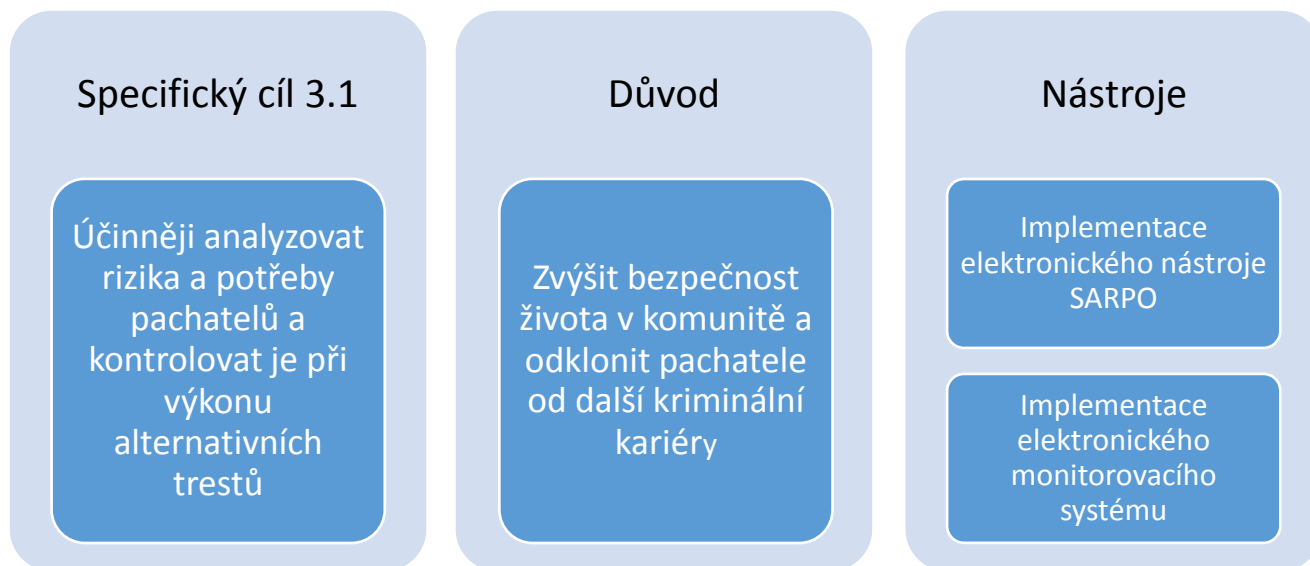 Specifický cíl 3.1
Účinněji analyzovat
rizika a potřeby
pachatelů a
kontrolovat je při
výkonu
alternativních
trestů
Důvod
Zvýšit bezpečnost
života v komunitě a
odklonit pachatele
od další kriminální
kariéry
Nástroje
Implementace
elektronického nástroje
SARPO
Implementace
elektronického
monitorovacího
systému